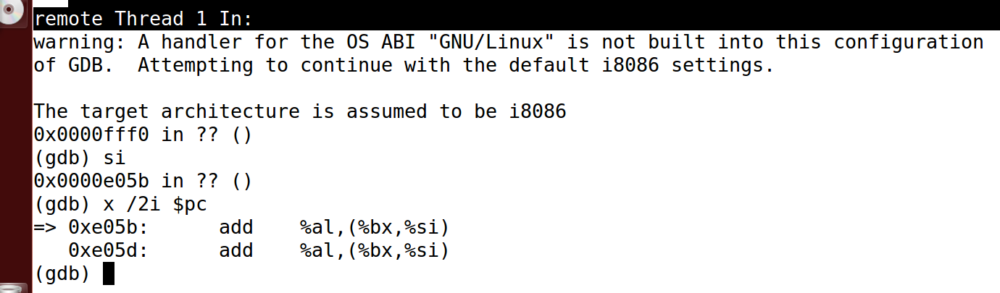 remote Thread 1 In:
warning: A handler for the OS ABI "GNU/Linux" is not built into this configuration
of GDB.  Attempting to continue with the default i8086 settings.

The target architecture is assumed to be i8086
0x0000fff0 in ?? ()
(gdb) si
0x0000e05b in ?? ()
(gdb) x /2i $pc
=> 0xe05b:      add    %al,(%bx,%si)
   0xe05d:      add    %al,(%bx,%si)
(gdb)